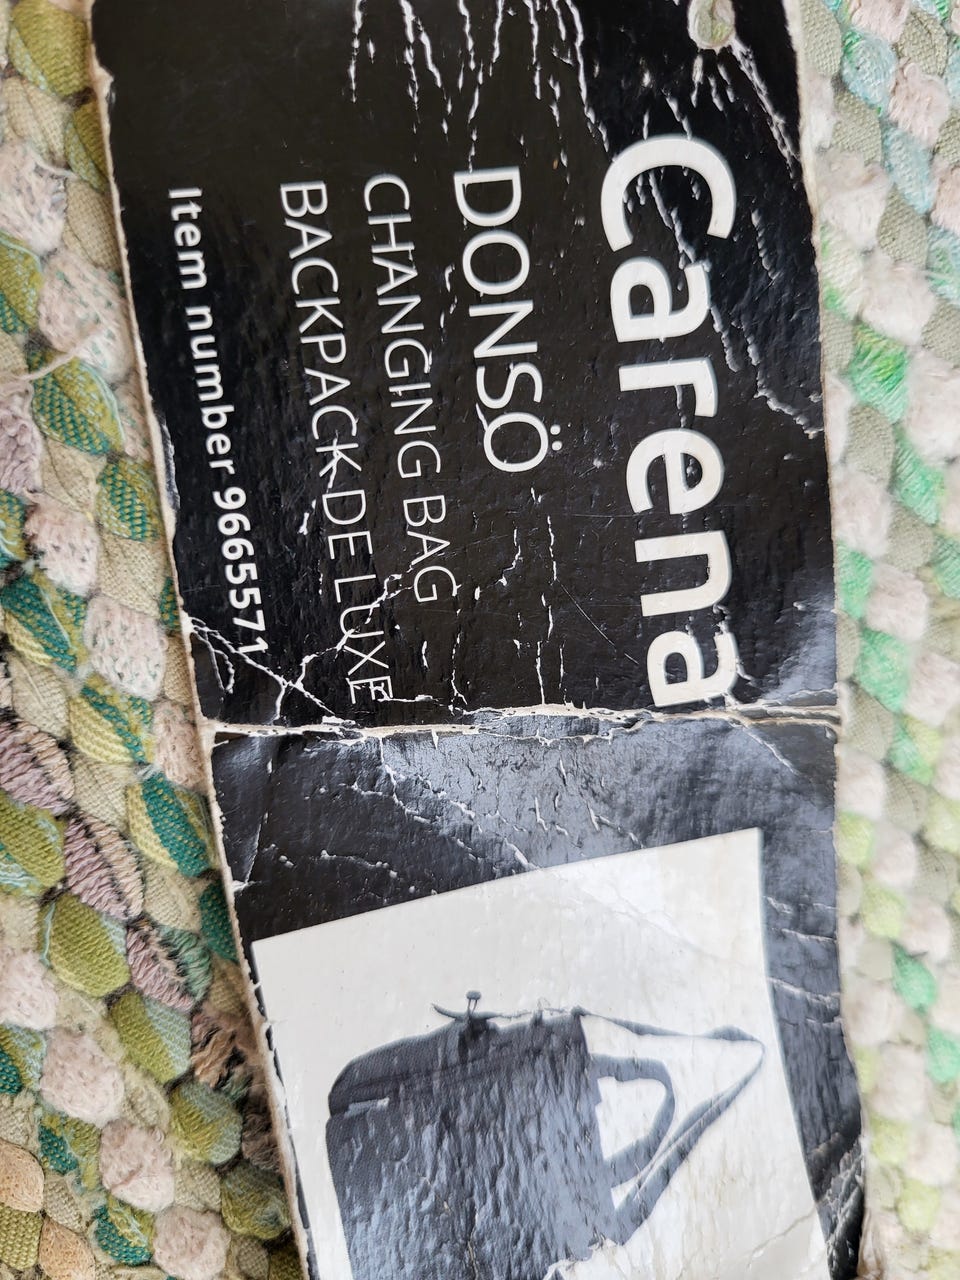 Carena
DONSÖ
CHANGING BAG
BACKPACK DE LUXE
Item number 9665571